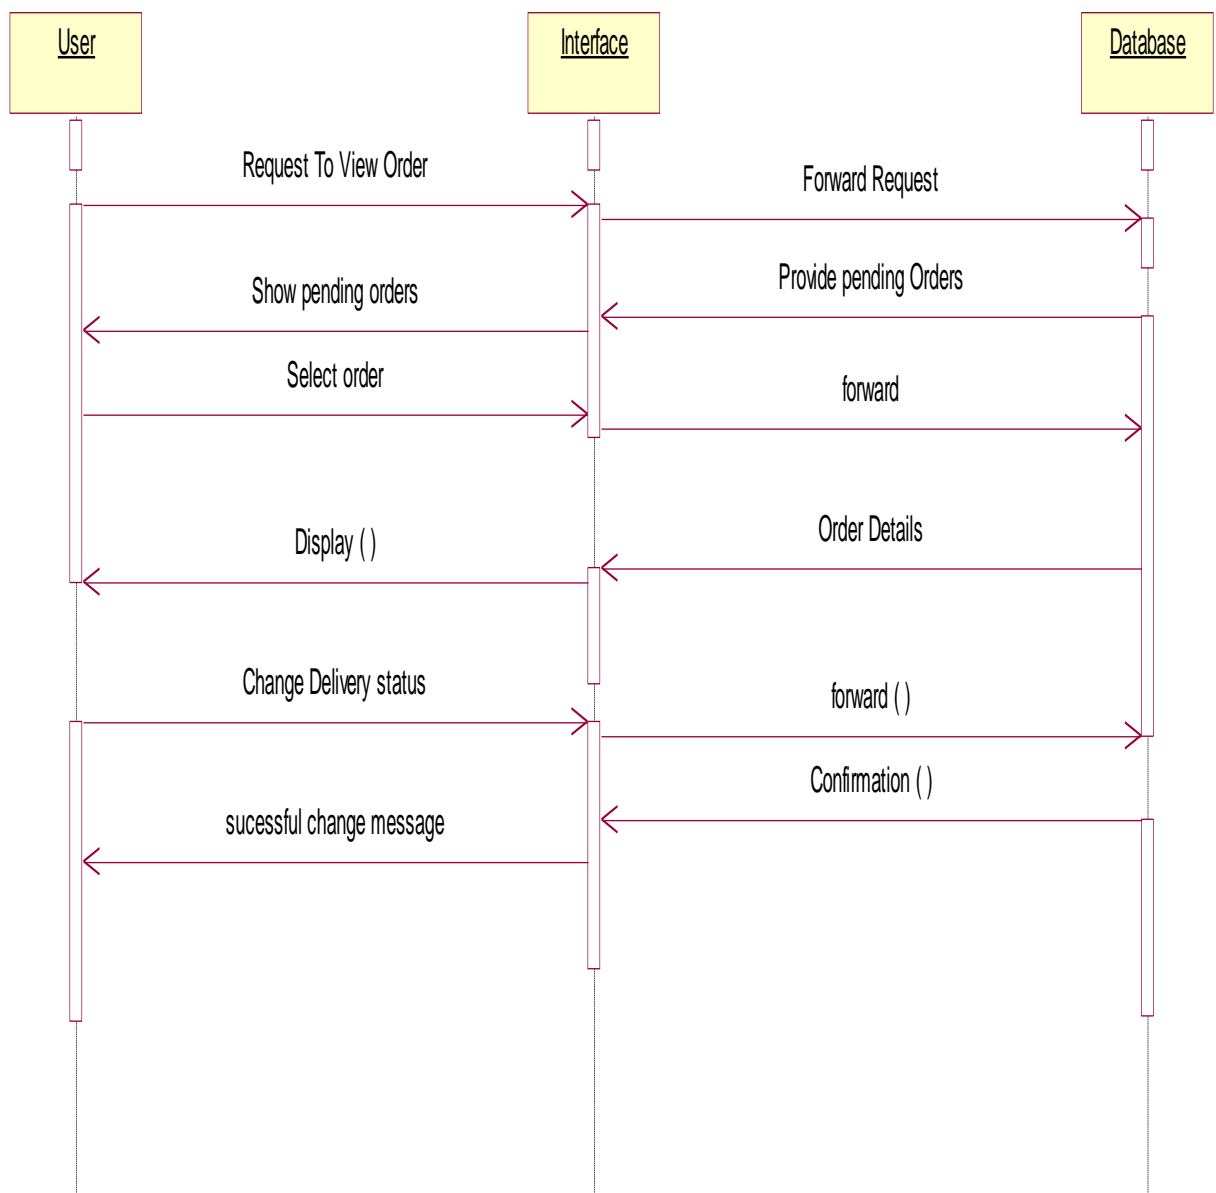 User
Interface
Database
Request To View Order
Forward Request
Provide pending Orders
Show pending orders
Select order
forward
Order Details
Display ( )
Change Delivery status
forward ( )
Confirmation ( )
sucessful change message